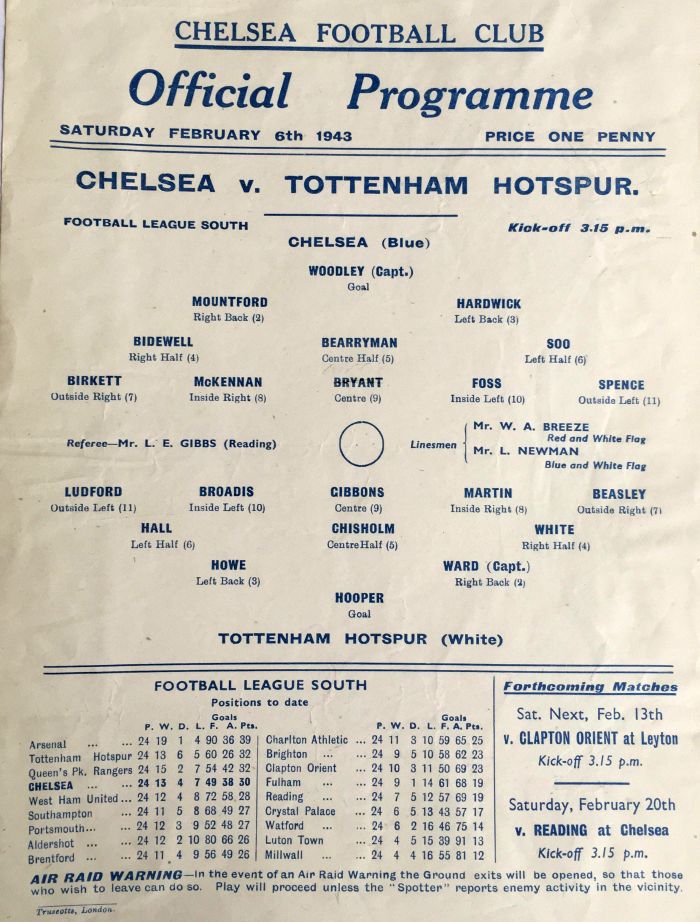 CHELSEA FOOTBALL CLUB
Official Programme
SATURDAY FEBRUARY 6th 1943 PRICE ONE PENNY
CHELSEA v. TOTTENHAM HOTSPUR.
FOOTBALL LEAGUE SOUTH Kick-off 3.15 p.m.
CHELSEA (Blue)
WOODLEY (Capt.)
Goal
MOUNTFORD HARDWICK
Right Back (2) Left Back (3)
BIDEWELL BEARRYMAN SOO
Right Half (4) Centre Half (5) Left Half (6)
BIRKETT McKENNAN BRYANT FOSS SPENCE
Outside Right (7) Inside Right (8) Centre (9) Inside Left (10) Outside Left (11)
Referee—Mr. L. E. GIBBS (Reading) Linesmen
Mr. W. A. BREEZE
Red and White Flag
Mr. L. NEWMAN
Blue and White Flag
LUDFORD BROADIS GIBBONS MARTIN BEASLEY
Outside Left (11) Inside Left (10) Centre (9) Inside Right (8) Outside Right (7)
HALL CHISHOLM WHITE
Left Half (6) Centre Half (5) Right Half (4)
HOWE WARD (Capt.)
Left Back (3) Right Back (2)
HOOPER
Goal
TOTTENHAM HOTSPUR (White)
FOOTBALL LEAGUE SOUTH
Positions to date
Goals
P. W. D. L. F. A. Pts.
Arsenal ... ... 24 19 1 4 90 36 39
Tottenham Hotspur 24 13 6 5 60 26 32
Queen's Pk. Rangers 24 15 2 7 54 42 32
CHELSEA ... ... 24 13 4 7 49 38 30
West Ham United ... 24 12 4 8 72 58 28
Southampton ... 24 11 5 8 68 49 27
Portsmouth ... ... 24 12 3 9 52 48 27
Aldershot ... ... 24 12 2 10 80 66 26
Brentford ... ... 24 11 4 9 56 49 26
Goals
P. W. D. L. F. A. Pts.
Charlton Athletic ... 24 11 3 10 59 65 25
Brighton ... ... 24 9 5 10 58 62 23
Clapton Orient ... 24 10 3 11 50 69 23
Fulham ... ... 24 9 1 14 61 68 19
Reading ... ... 24 7 5 12 57 69 19
Crystal Palace ... 24 6 5 13 43 57 17
Watford ... ... 24 6 2 16 46 75 14
Luton Town ... 24 4 5 15 39 91 13
Millwall ... ... 24 4 4 16 55 81 12
Forthcoming Matches
Sat. Next, Feb. 13th
v. CLAPTON ORIENT at Leyton
Kick-off 3.15 p.m.
Saturday, February 20th
v. READING at Chelsea
Kick-off 3.15 p.m.
AIR RAID WARNING—In the event of an Air Raid Warning the Ground exits will be opened, so that those
who wish to leave can do so. Play will proceed unless the "Spotter" reports enemy activity in the vicinity.
Truscotts, London.